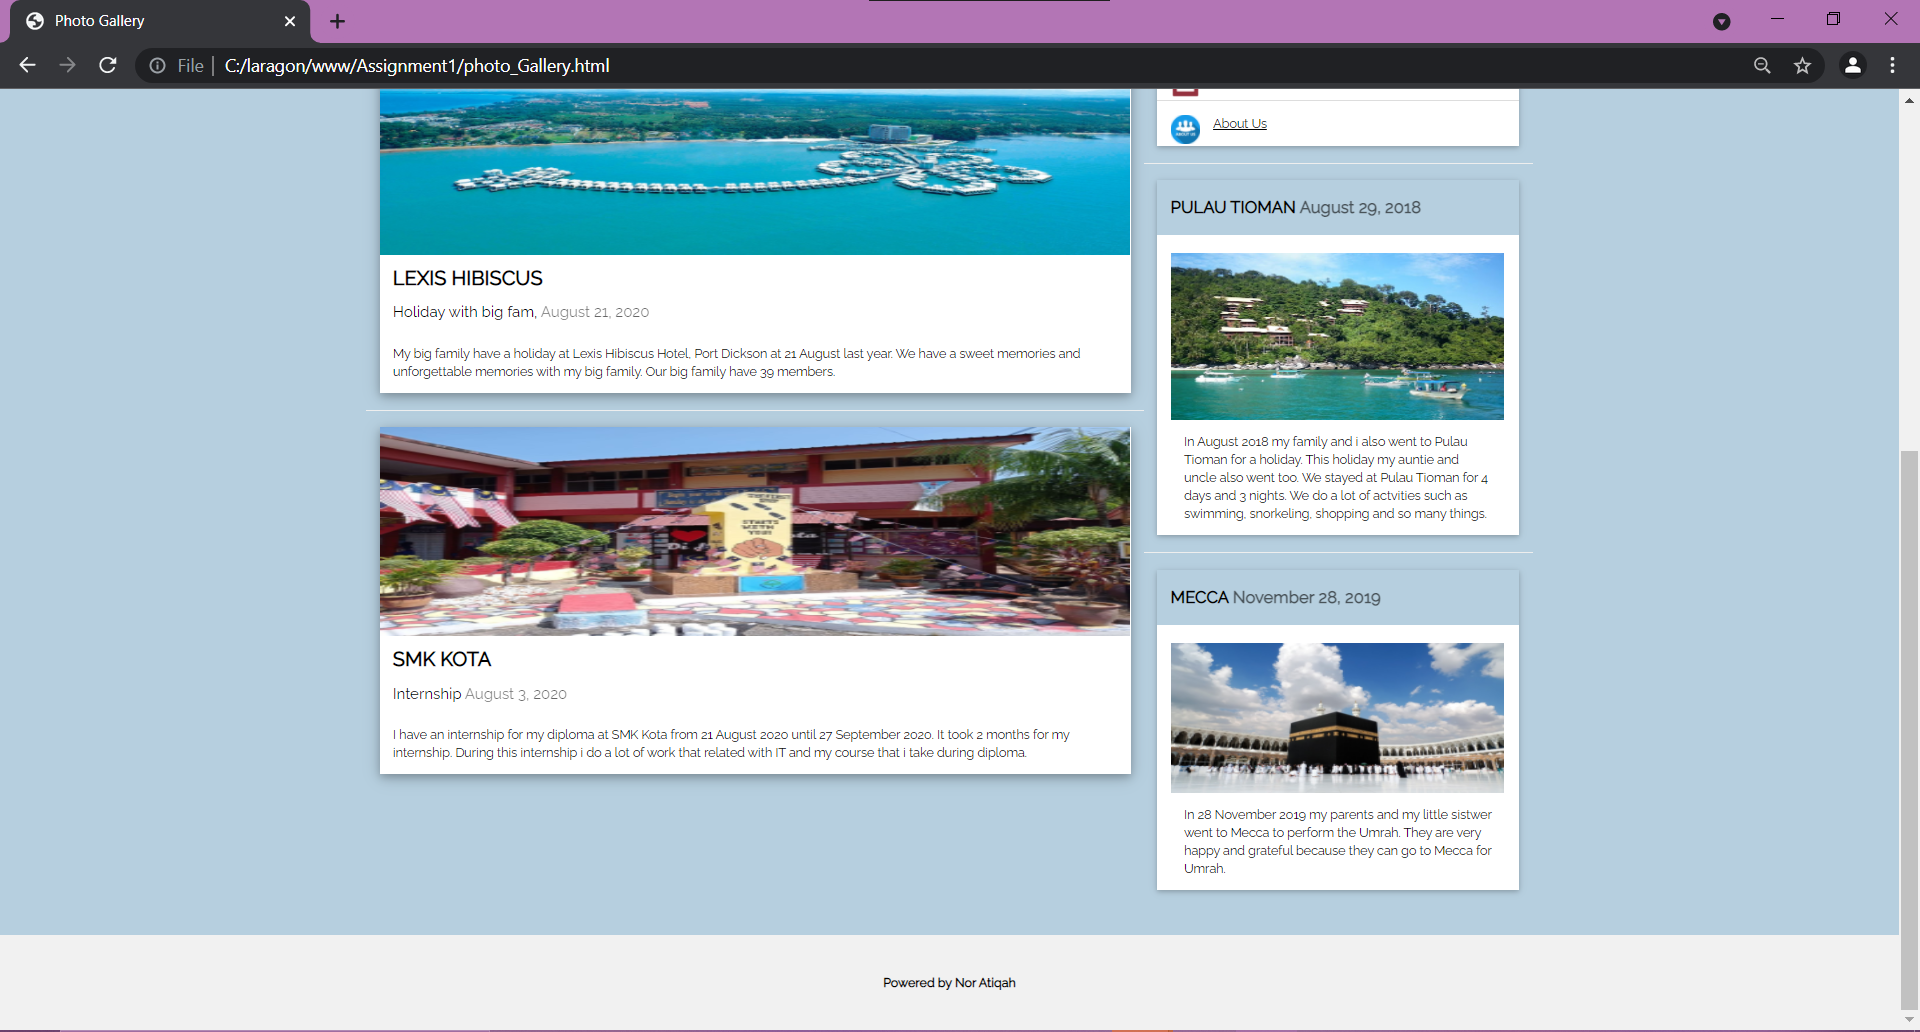 Photo Gallery
File
C:/laragon/www/Assignment1/photo_Gallery.html
LEXIS HIBISCUS
Holiday with big fam, August 21, 2020
My big family have a holiday at Lexis Hibiscus Hotel, Port Dickson at 21 August last year. We have a sweet memories and
unforgettable memories with my big family. Our big family have 39 members.
STARTS
WITH
YOU!
SMK KOTA
Internship August 3, 2020
I have an internship for my diploma at SMK Kota from 21 August 2020 until 27 September 2020. It took 2 months for my
internship. During this internship i do a lot of work that related with IT and my course that i take during diploma.
About Us
PULAU TIOMAN August 29, 2018
In August 2018 my family and i also went to Pulau
Tioman for a holiday. This holiday my auntie and
uncle also went too. We stayed at Pulau Tioman for 4
days and 3 nights. We do a lot of actvities such as
swimming, snorkeling, shopping and so many things.
MECCA November 28, 2019
In 28 November 2019 my parents and my little sistwer
went to Mecca to perform the Umrah. They are very
happy and grateful because they can go to Mecca for
Umrah.
Powered by Nor Atiqah